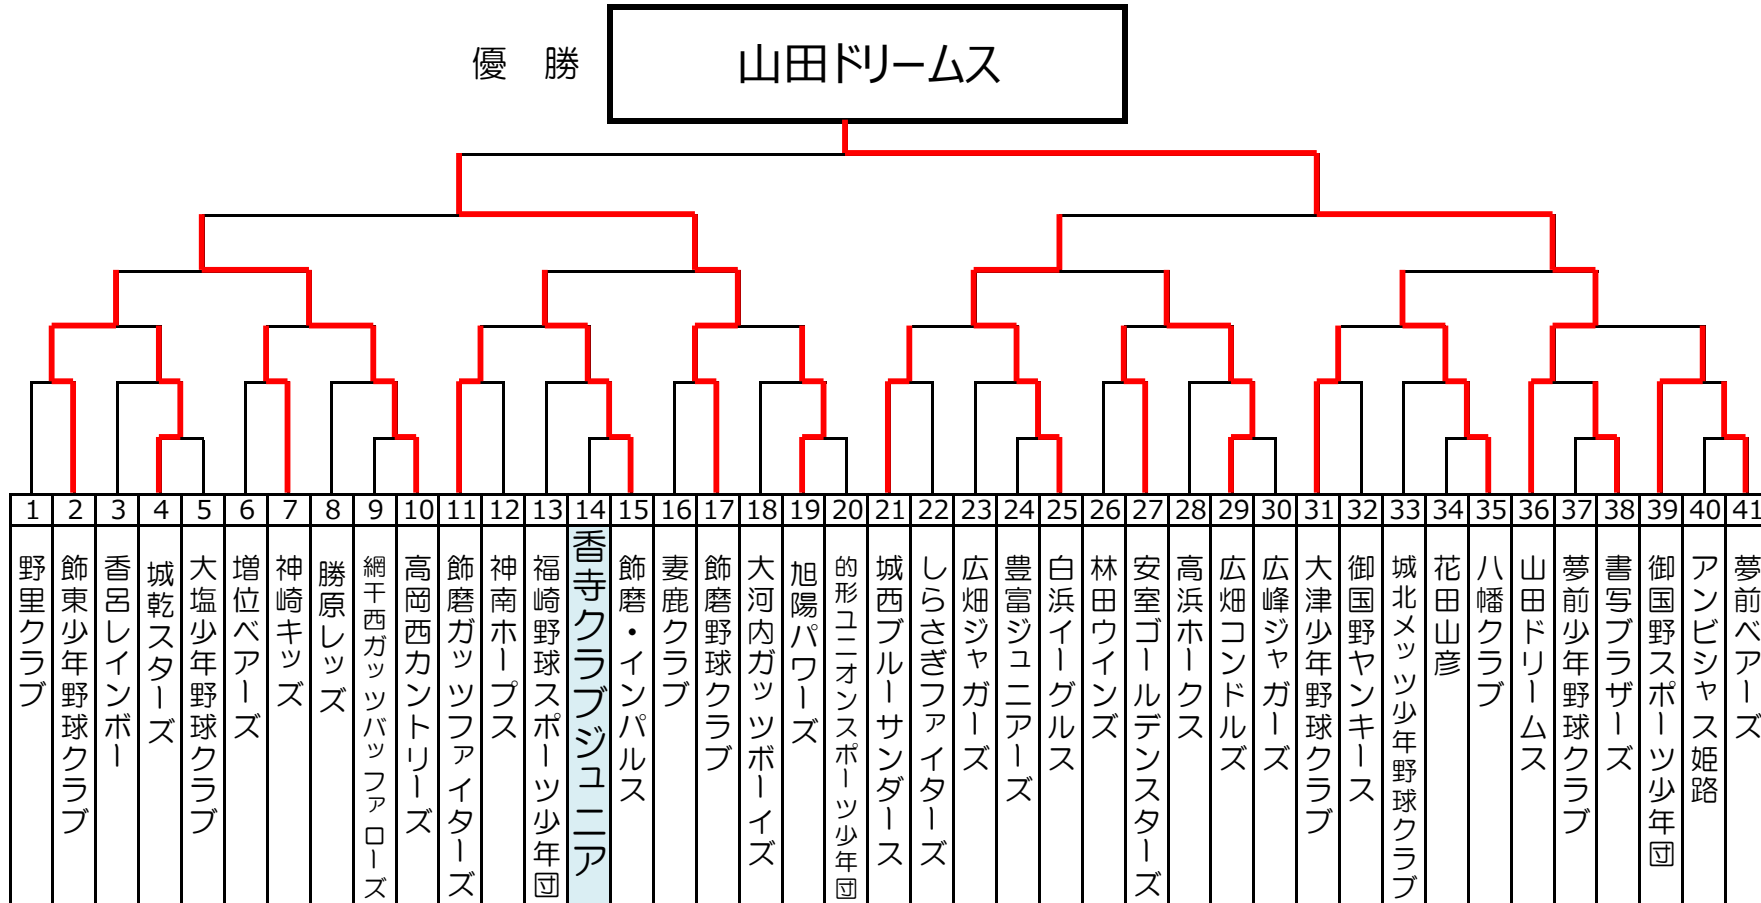 優　勝
山田ドリームス
1
2
3
4
5
6
7
8
9
10
11
12
13
14
15
16
17
18
19
20
21
22
23
24
25
26
27
28
29
30
31
32
33
34
35
36
37
38
39
40
41
野里クラブ
飾東少年野球クラブ
香呂レインボー
城乾スターズ
大塩少年野球クラブ
増位ベアーズ
神崎キッズ
勝原レッズ
網干西ガッツバッファローズ
高岡西カントリーズ
飾磨ガッツファイターズ
神南ホープス
福崎野球スポーツ少年団
香寺クラブジュニア
飾磨・インパルス
妻鹿クラブ
飾磨野球クラブ
大河内ガッツボーイズ
旭陽パワーズ
的形ユニオンスポーツ少年団
城西ブルーサンダース
しらさぎファイターズ
広畑ジャガーズ
豊富ジュニアーズ
白浜イーグルス
林田ウインズ
安室ゴールデンスターズ
高浜ホークス
広畑コンドルズ
広峰ジャガーズ
大津少年野球クラブ
御国野ヤンキース
城北メッツ少年野球クラブ
花田山彦
八幡クラブ
山田ドリームス
夢前少年野球クラブ
書写ブラザーズ
御国野スポーツ少年団
アンビシャス姫路
夢前ベアーズ